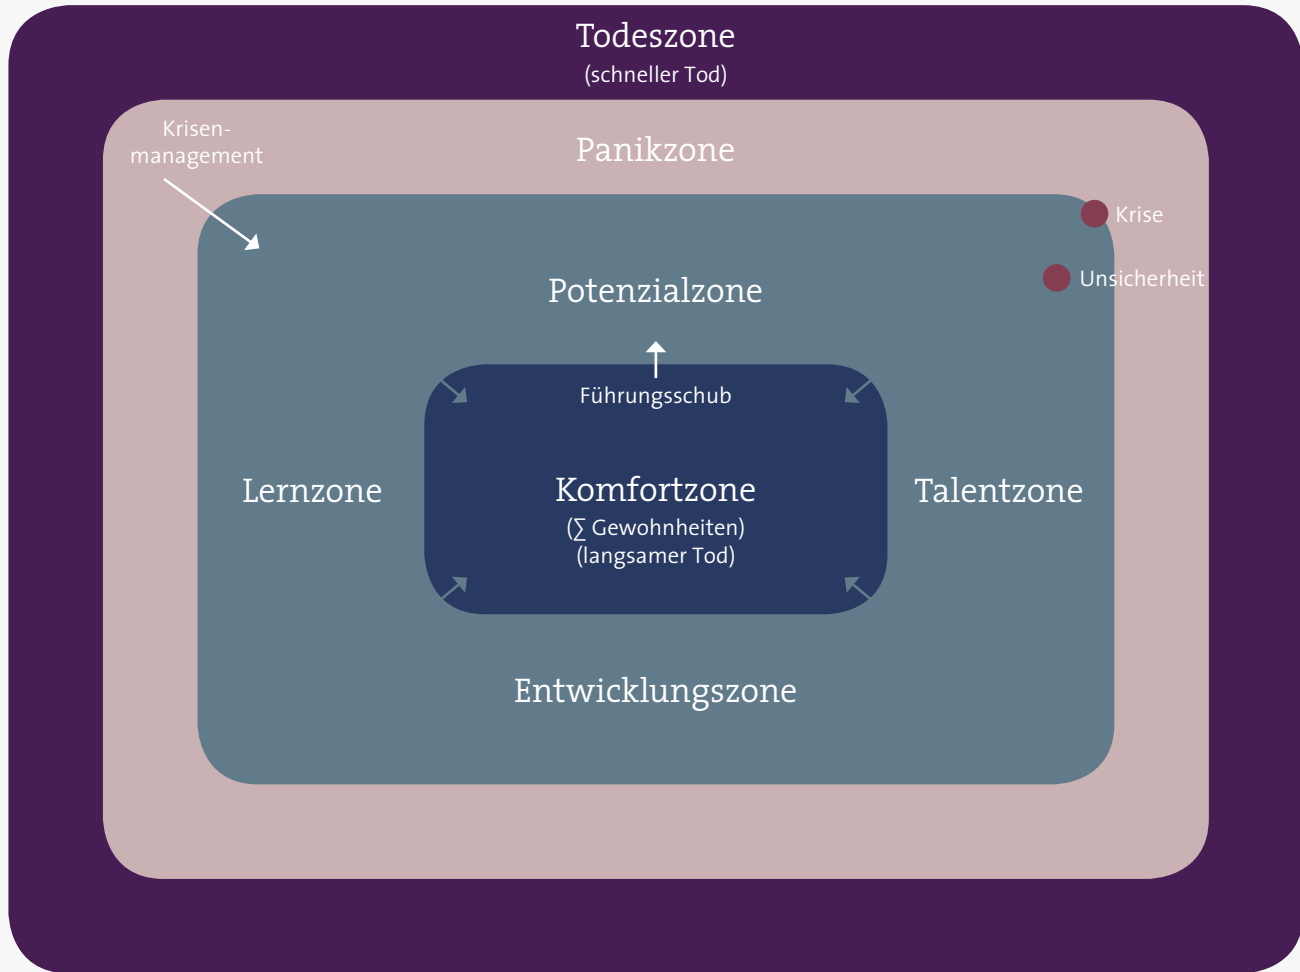 Todeszone
(schneller Tod)
Krisen-
management
Panikzone
Krise
Unsicherheit
Potenzialzone
Führungsschub
Lernzone
Komfortzone
(∑ Gewohnheiten)
(langsamer Tod)
Talentzone
Entwicklungszone